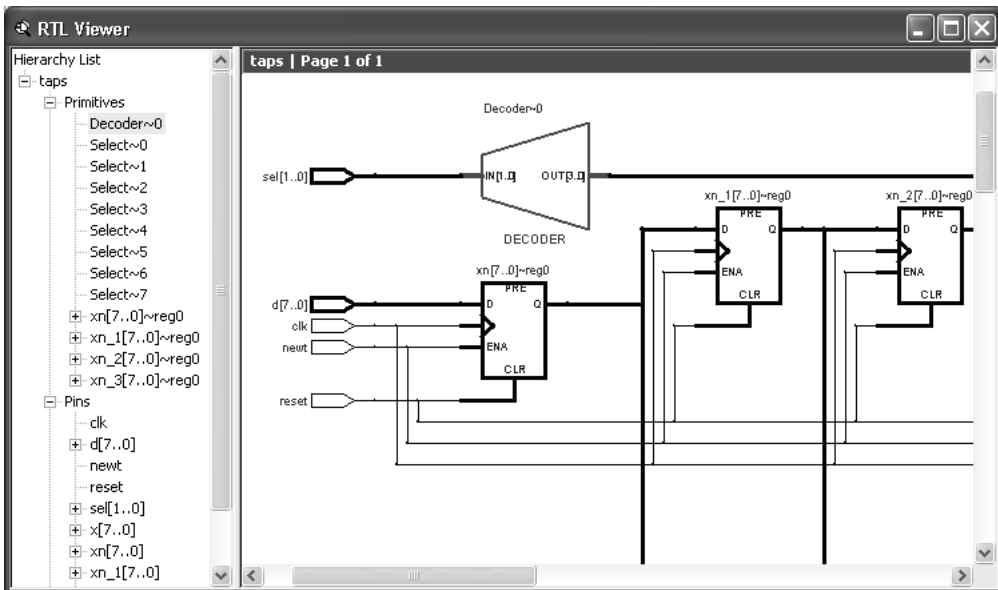 RTL Viewer
Hierarchy List
taps
Primitives
Decoder~0
Select~0
Select~1
Select~2
Select~3
Select~4
Select~5
Select~6
Select~7
xn[7..0]~reg0
xn_1[7..0]~reg0
xn_2[7..0]~reg0
xn_3[7..0]~reg0
Pins
clk
d[7..0]
newt
reset
sel[1..0]
x[7..0]
xn[7..0]
xn_1[7..0]
taps | Page 1 of 1
Decoder~0
sel[1..0]
IN[1..0] OUT[3..0]
DECODER
xn_1[7..0]~reg0
PRE
D Q
ENA
CLR
xn_2[7..0]~reg0
PRE
D Q
ENA
CLR
xn[7..0]~reg0
PRE
d[7..0] D Q
clk
newt ENA
CLR
reset